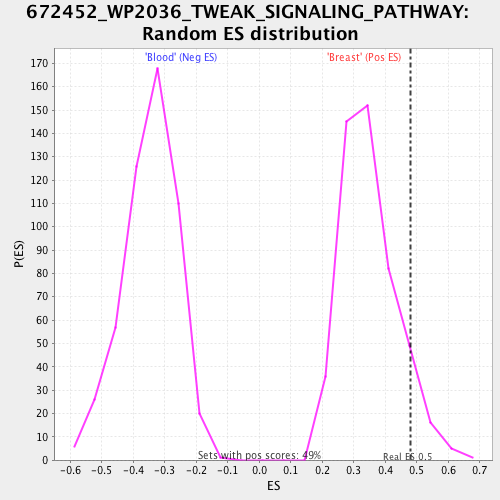 672452_WP2036_TWEAK_SIGNALING_PATHWAY:
Random ES distribution
'Blood' (Neg ES) 'Breast' (Pos ES)
170
160
150
140
130
120
110
100
90
80
70
60
50
40
30
20
10
0
P(ES)
Sets with pos scores: 49%
Real ES 0.5
-0.6 -0.5 -0.4 -0.3 -0.2 -0.1 0.0 0.1 0.2 0.3 0.4 0.5 0.6 0.7
ES